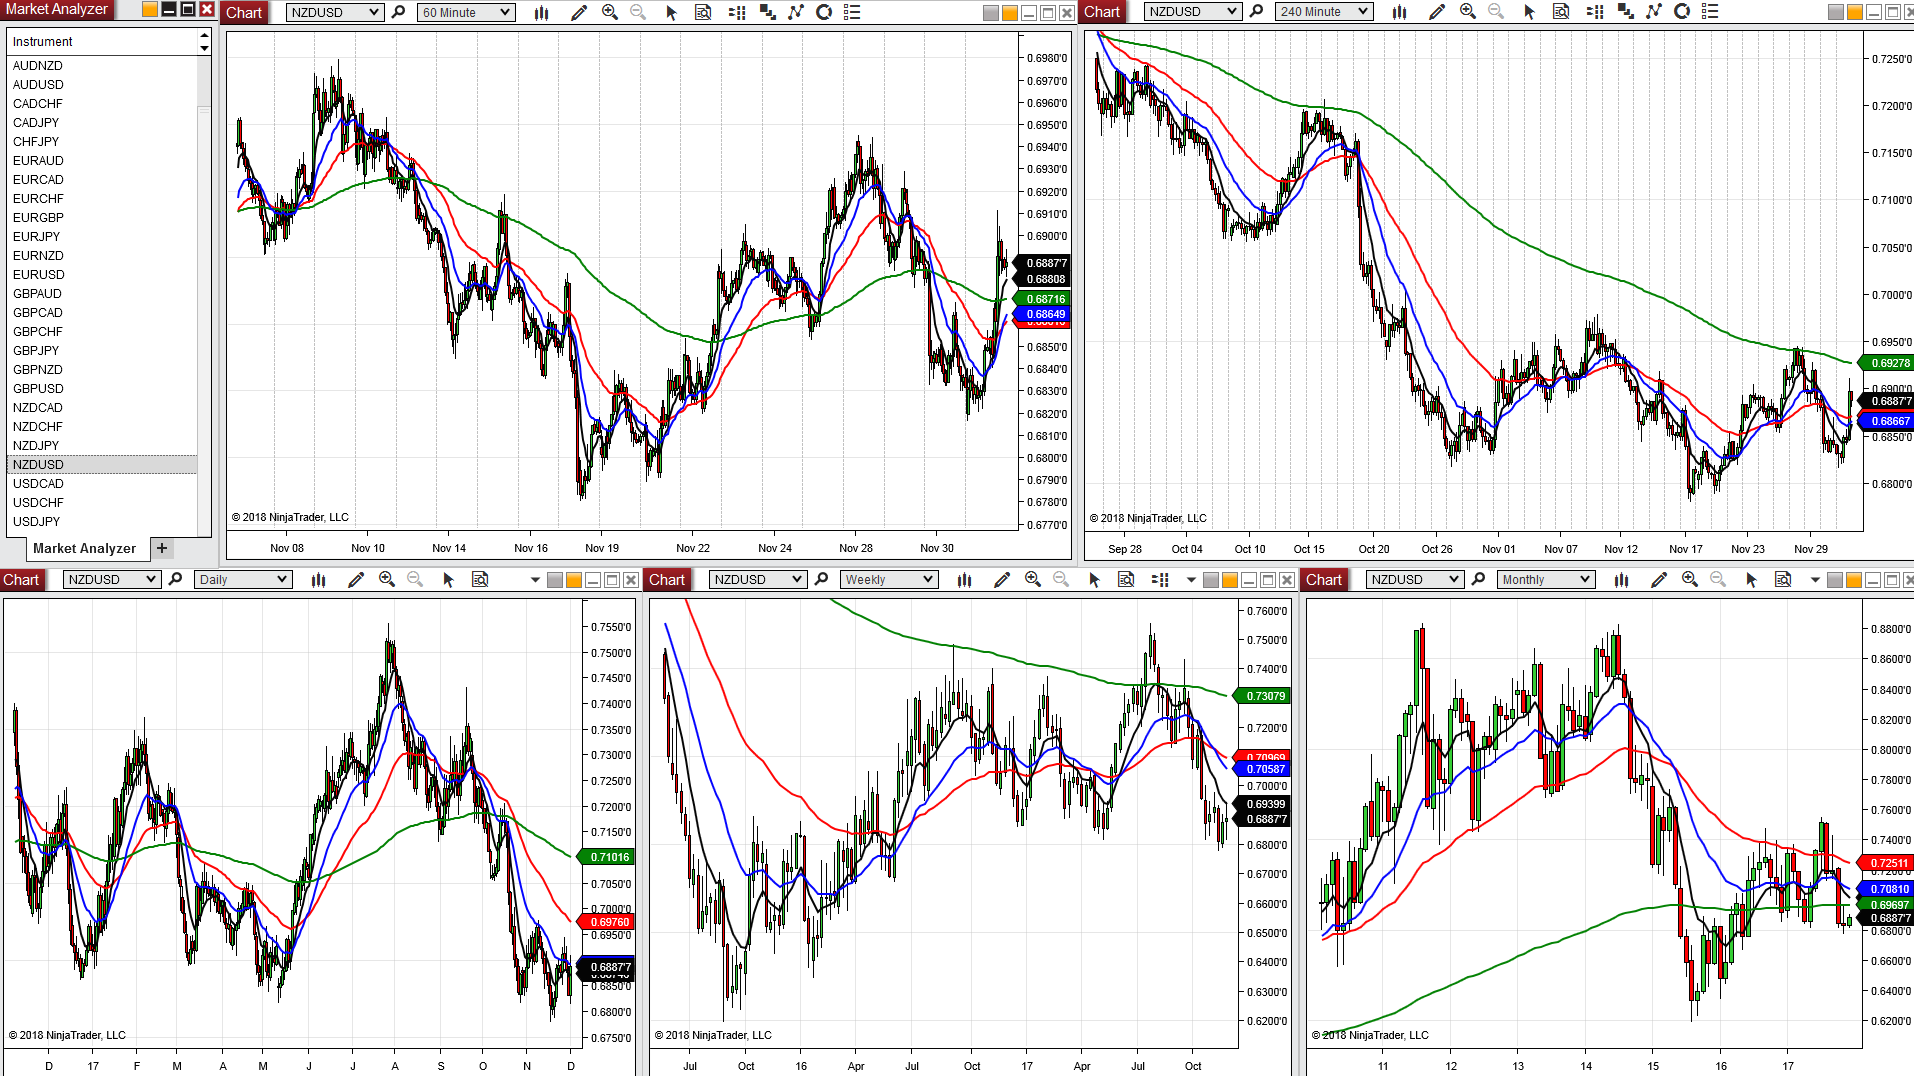 Market Analyzer
Instrument
AUDNZD
AUDUSD
CADCHF
CADJPY
CHFJPY
EURAUD
EURCAD
EURCHF
EURGBP
EURJPY
EURNZD
EURUSD
GBPAUD
GBPCAD
GBPCHF
GBPJPY
GBPNZD
GBPUSD
NZDCAD
NZDCHF
NZDJPY
NZDUSD
USDCAD
USDCHF
USDJPY
Market Analyzer +
Chart NZDUSD 60 Minute
0.6980'0
0.6970'0
0.6960'0
0.6950'0
0.6940'0
0.6930'0
0.6920'0
0.6910'0
0.6900'0
0.6887'7
0.68808
0.68716
0.68649
0.6850'0
0.6840'0
0.6830'0
0.6820'0
0.6810'0
0.6800'0
0.6790'0
0.6780'0
0.6770'0
© 2018 NinjaTrader, LLC
Nov 08 Nov 10 Nov 14 Nov 16 Nov 19 Nov 22 Nov 24 Nov 28 Nov 30
Chart NZDUSD 240 Minute
0.7250'0
0.7200'0
0.7150'0
0.7100'0
0.7050'0
0.7000'0
0.6950'0
0.69278
0.6900'0
0.6887'7
0.68667
0.6850'0
0.6800'0
© 2018 NinjaTrader, LLC
Sep 28 Oct 04 Oct 10 Oct 15 Oct 20 Oct 26 Nov 01 Nov 07 Nov 12 Nov 17 Nov 23 Nov 29
Chart NZDUSD Daily
0.7550'0
0.7500'0
0.7450'0
0.7400'0
0.7350'0
0.7300'0
0.7250'0
0.7200'0
0.7150'0
0.71016
0.7050'0
0.7000'0
0.69760
0.6950'0
0.6887'7
0.6850'0
0.6800'0
0.6750'0
© 2018 NinjaTrader, LLC
D 17 F M A M J J A S O N D
Chart NZDUSD Weekly
0.7600'0
0.7500'0
0.7400'0
0.73079
0.7200'0
0.70969
0.70587
0.7000'0
0.69399
0.6887'7
0.6800'0
0.6700'0
0.6600'0
0.6500'0
0.6400'0
0.6300'0
0.6200'0
© 2018 NinjaTrader, LLC
Jul Oct 16 Apr Jul Oct 17 Apr Jul Oct
Chart NZDUSD Monthly
0.8800'0
0.8600'0
0.8400'0
0.8200'0
0.8000'0
0.7800'0
0.7600'0
0.7400'0
0.72511
0.7200'0
0.70810
0.69697
0.6887'7
0.6800'0
0.6600'0
0.6400'0
0.6200'0
© 2018 NinjaTrader, LLC
11 12 13 14 15 16 17